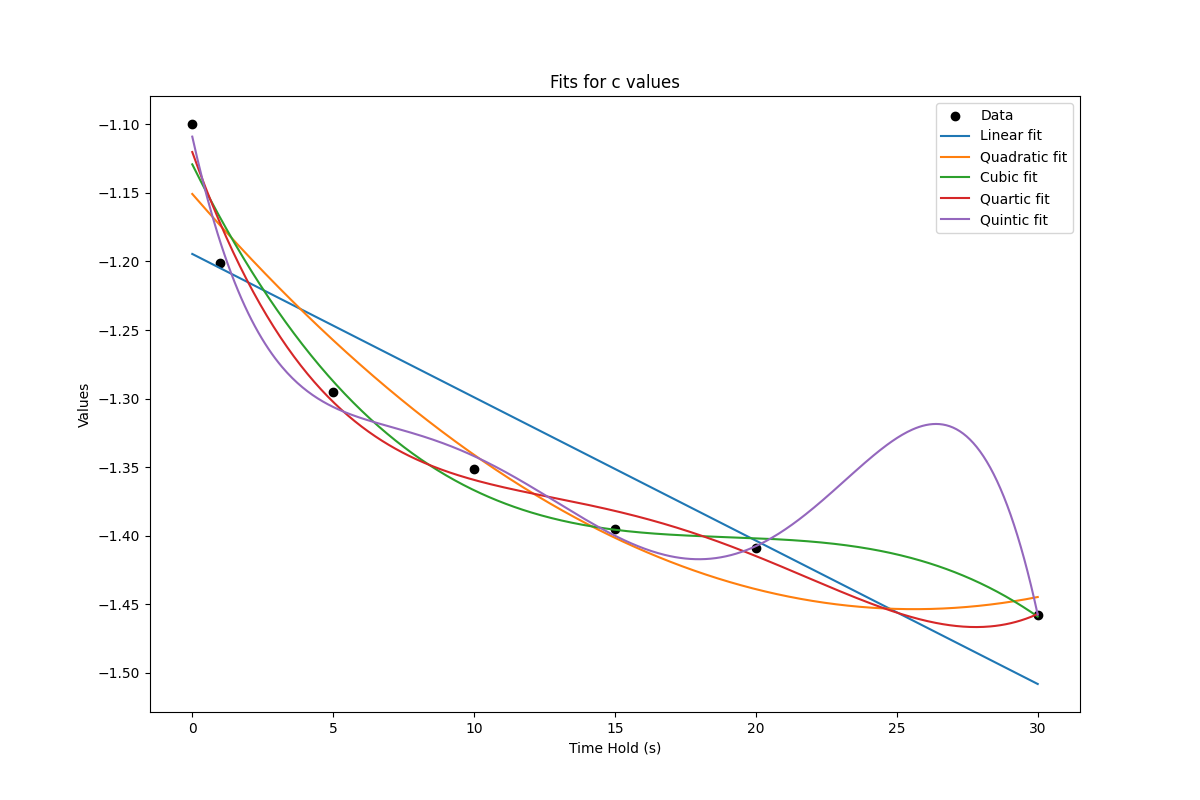 Fits for c values
Data
Linear fit
Quadratic fit
Cubic fit
Quartic fit
Quintic fit
Values
−1.10
−1.15
−1.20
−1.25
−1.30
−1.35
−1.40
−1.45
−1.50
0 5 10 15 20 25 30
Time Hold (s)